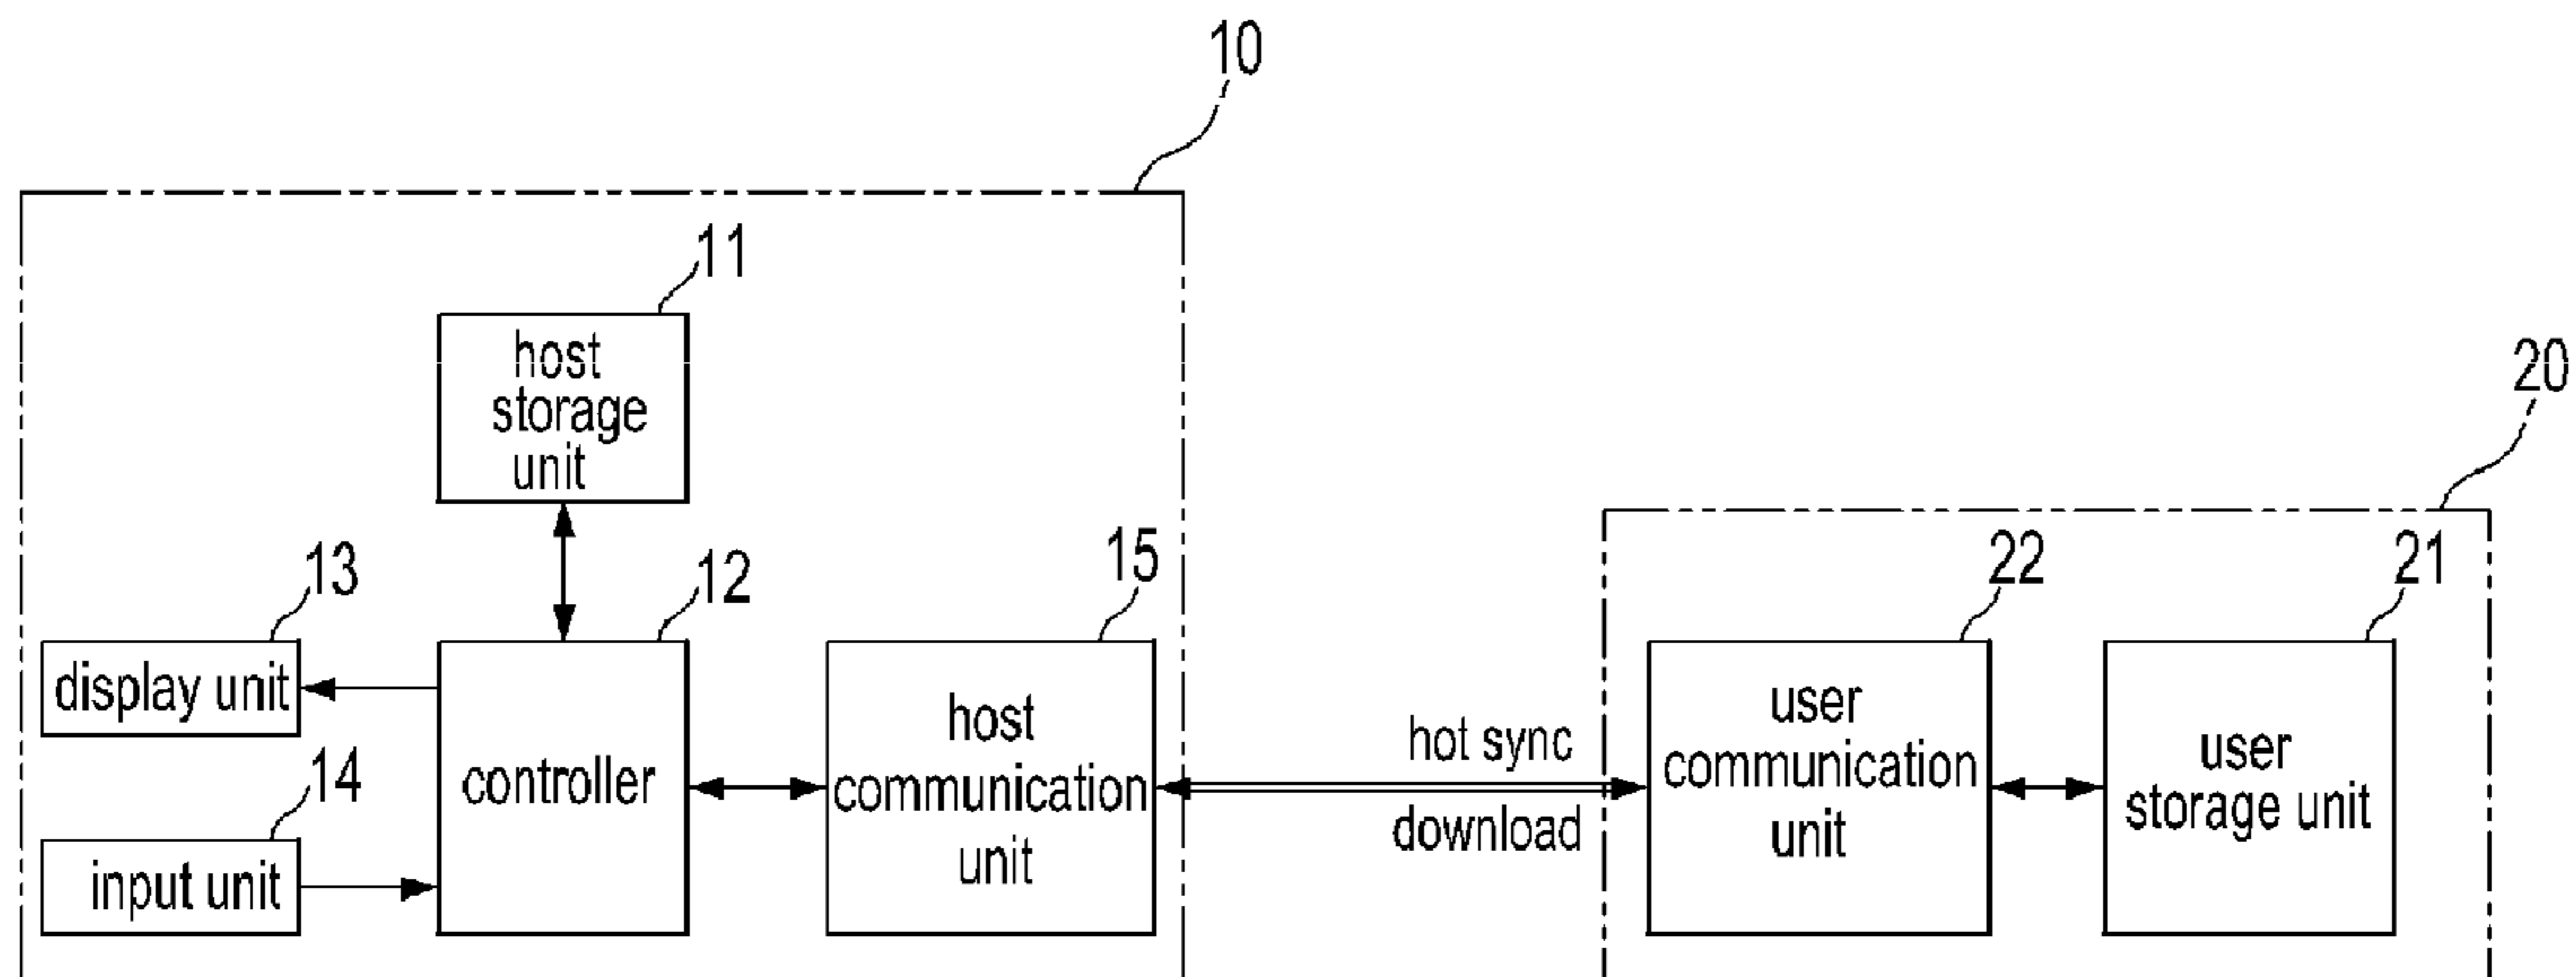 10
11
host
storage
unit
20
13
12
15
22
21
display unit
controller
host
communication
unit
hot sync
download
user
communication
unit
user
storage unit
14
input unit